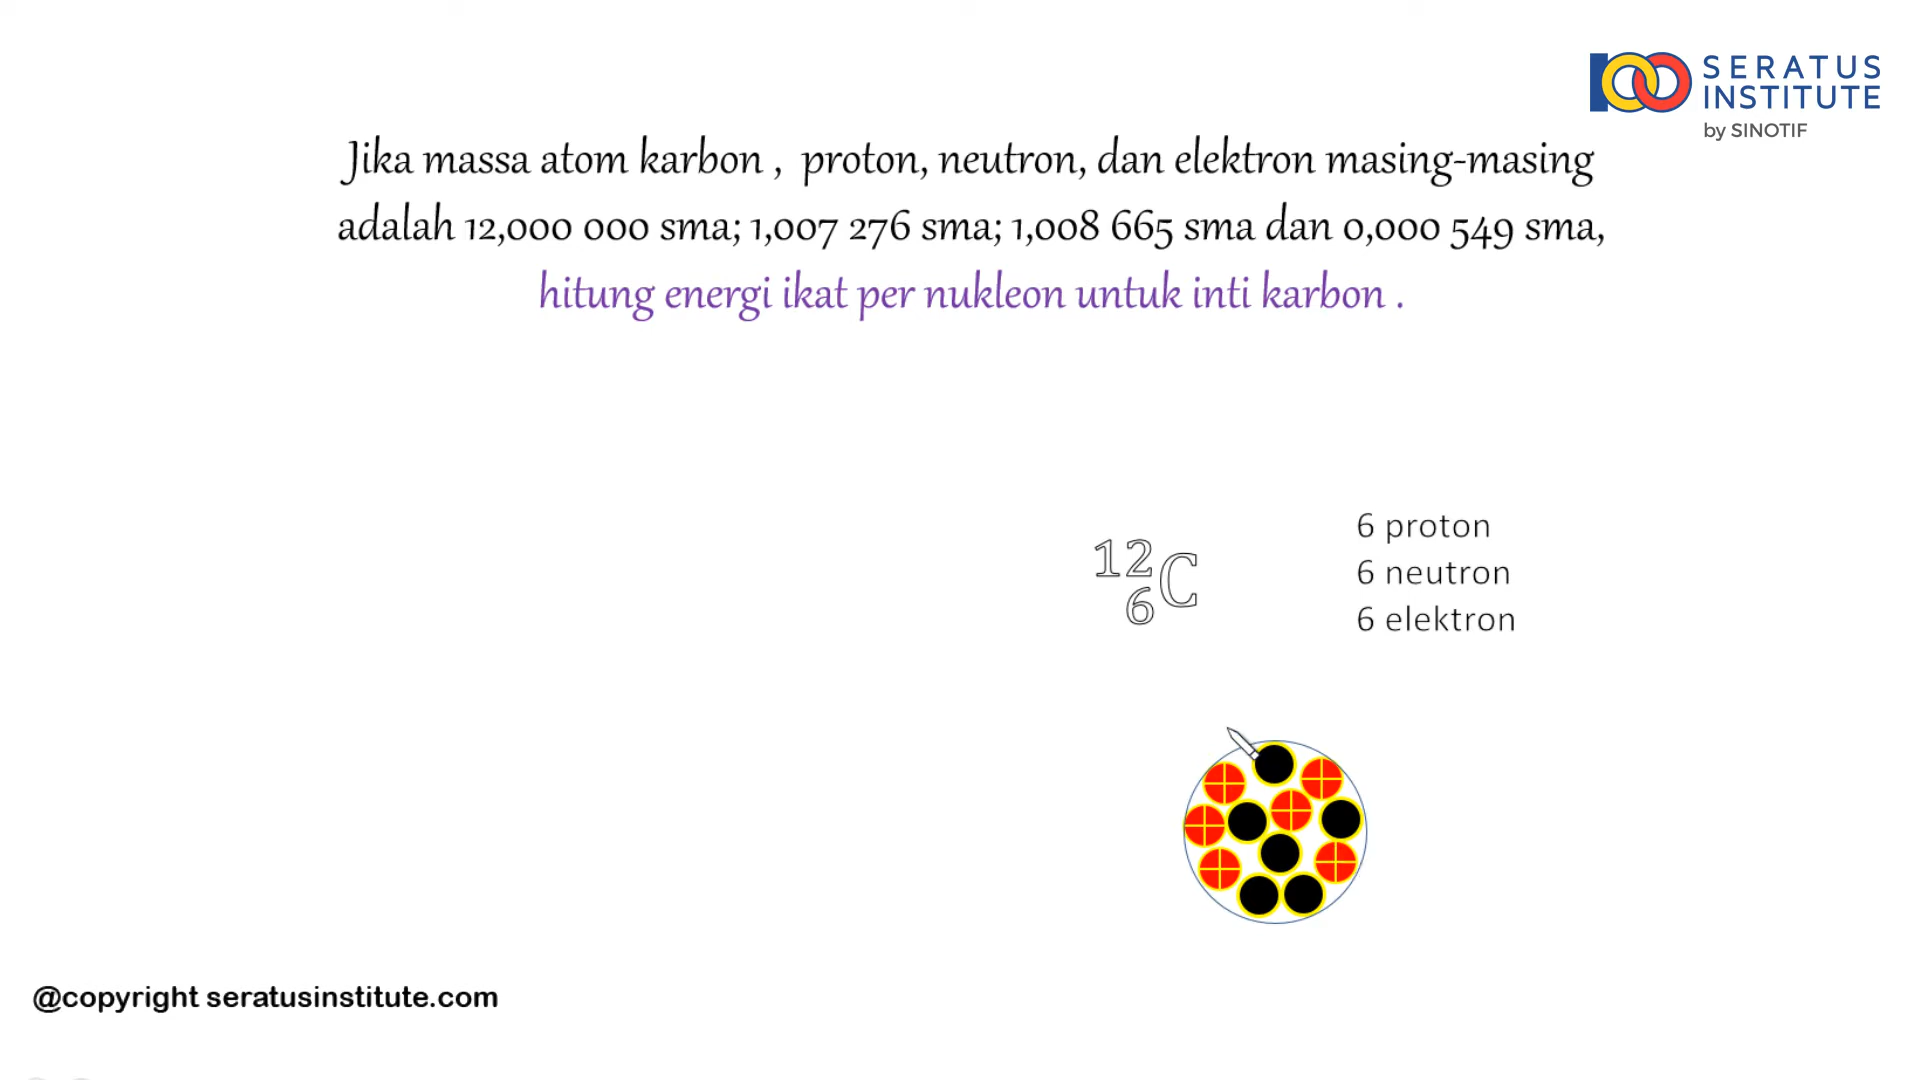 SERATUS
INSTITUTE
by SINOTIF
Jika massa atom karbon , proton, neutron, dan elektron masing-masing
adalah 12,000 000 sma; 1,007 276 sma; 1,008 665 sma dan 0,000 549 sma,
hitung energi ikat per nukleon untuk inti karbon .
12
6
C
6 proton
6 neutron
6 elektron
@copyright seratusinstitute.com